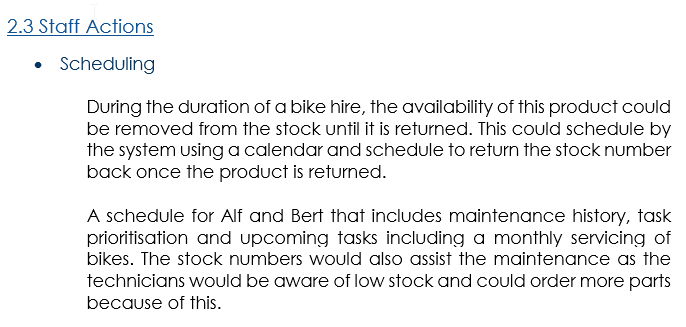 2.3 Staff Actions
• Scheduling
During the duration of a bike hire, the availability of this product could
be removed from the stock until it is returned. This could schedule by
the system using a calendar and schedule to return the stock number
back once the product is returned.
A schedule for Alf and Bert that includes maintenance history, task
prioritisation and upcoming tasks including a monthly servicing of
bikes. The stock numbers would also assist the maintenance as the
technicians would be aware of low stock and could order more parts
because of this.